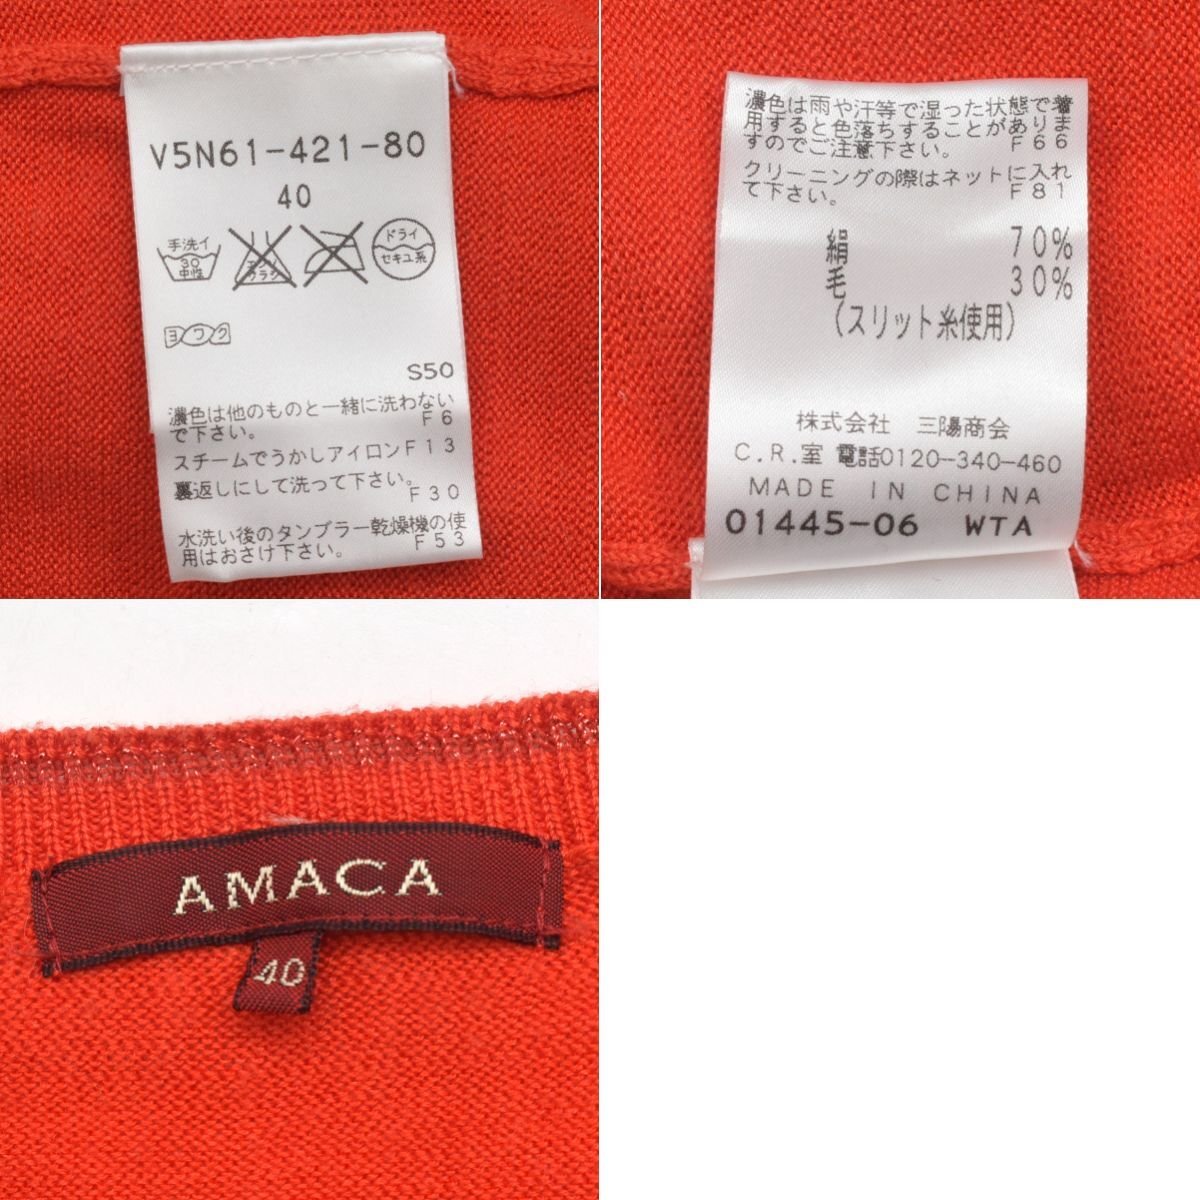 V5N61-421-80
40
手洗イ
30
中性
エンソ
サラシ
ドライ
セキユ系
ヨワク
S50
濃色は他のものと一緒に洗わない
で下さい。 F6
スチームでうかしアイロンF13
裏返しにして洗って下さい。
F30
水洗い後のタンブラー乾燥機の使
用はおさけ下さい。 F53
濃色は雨や汗等で湿った状態で着
用すると色落ちすることがありま
すのでご注意下さい。 F66
クリーニングの際はネットに入れ
て下さい。 F81
絹 70%
毛 30%
(スリット糸使用)
株式会社 三陽商会
C.R.室 電話0120-340-460
MADE IN CHINA
01445-06 WTA
AMACA
40